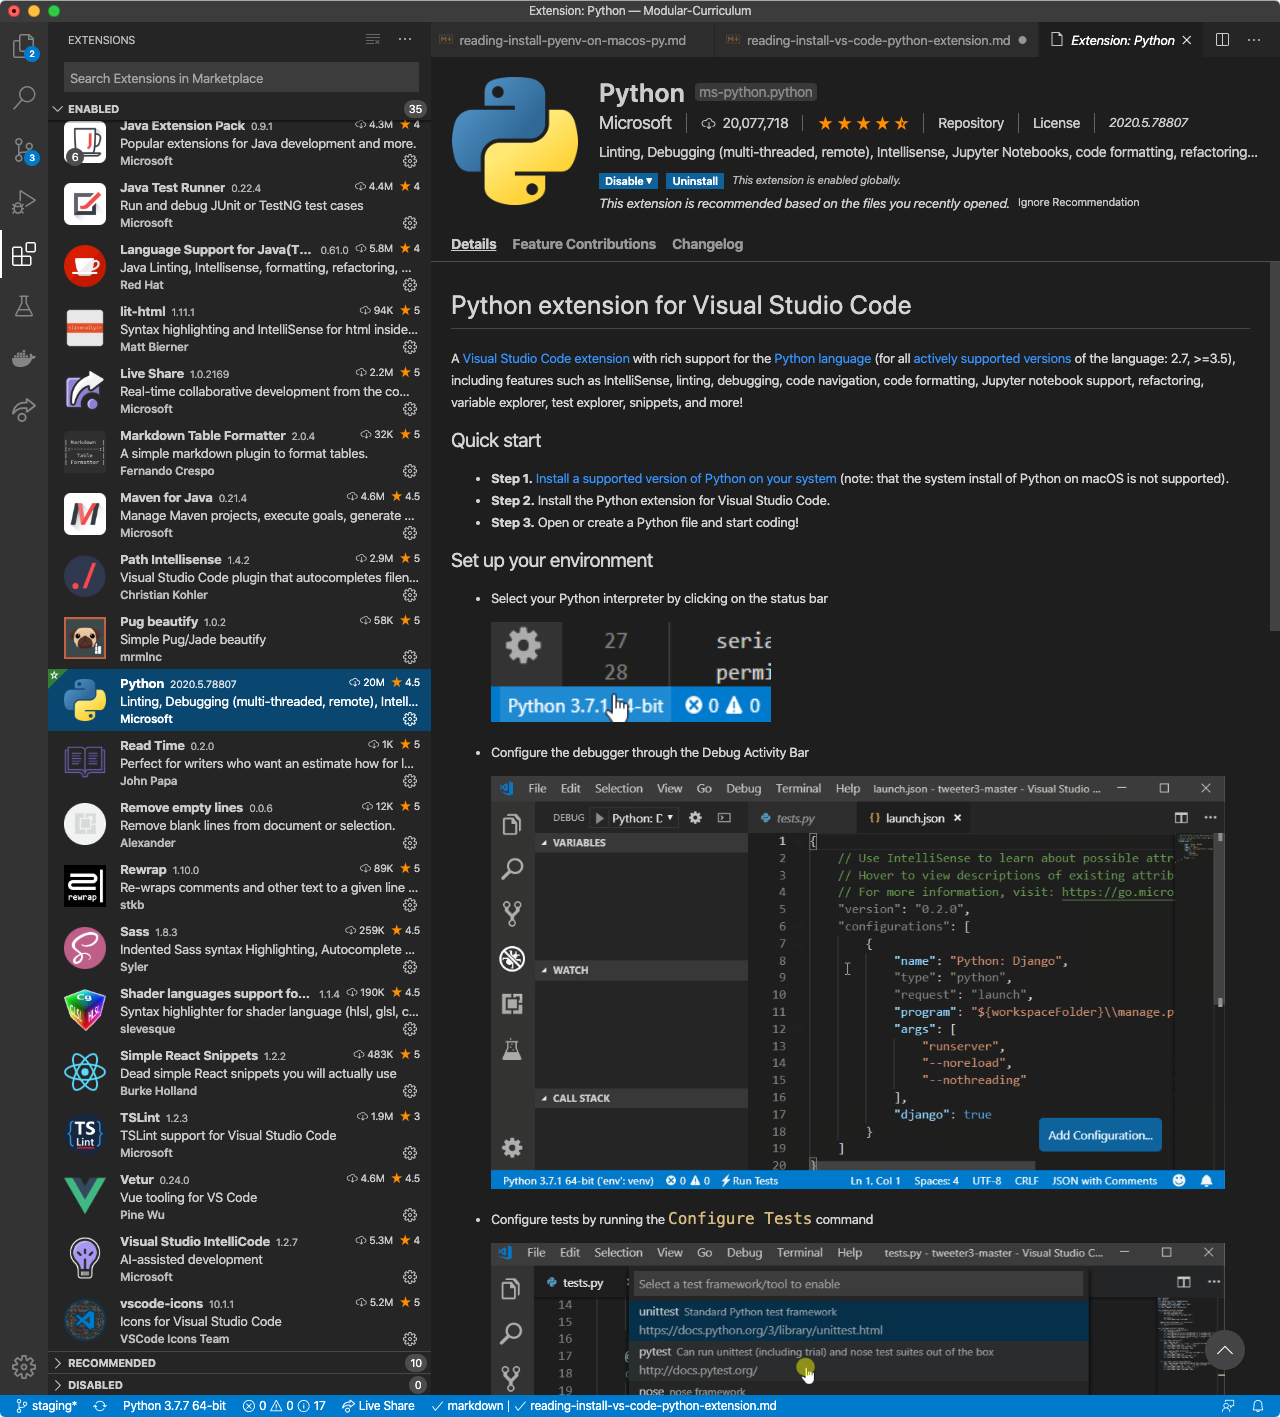 Extension: Python — Modular-Curriculum
EXTENSIONS
reading-install-pyenv-on-macos-py.md
reading-install-vs-code-python-extension.md
Extension: Python
2
3
Search Extensions in Marketplace
ENABLED 35
Java Extension Pack 0.9.1 4.3M ★ 4
Popular extensions for Java development and more.
6
Microsoft
Java Test Runner 0.22.4 4.4M ★ 4
Run and debug JUnit or TestNG test cases
Microsoft
Language Support for Java(T... 0.61.0 5.8M ★ 4
Java Linting, Intellisense, formatting, refactoring, ...
Red Hat
lit-html 1.11.1 94K ★ 5
Syntax highlighting and IntelliSense for html inside...
Matt Bierner
Live Share 1.0.2169 2.2M ★ 5
Real-time collaborative development from the co...
Microsoft
Markdown Table Formatter 2.0.4 32K ★ 5
A simple markdown plugin to format tables.
Fernando Crespo
Markdown
Table
Formatter
Maven for Java 0.21.4 4.6M ★ 4.5
Manage Maven projects, execute goals, generate ...
Microsoft
Path Intellisense 1.4.2 2.9M ★ 5
Visual Studio Code plugin that autocompletes filen...
Christian Kohler
Pug beautify 1.0.2 58K ★ 5
Simple Pug/Jade beautify
mrmlnc
Python 2020.5.78807 20M ★ 4.5
Linting, Debugging (multi-threaded, remote), Intell...
Microsoft
Read Time 0.2.0 1K ★ 5
Perfect for writers who want an estimate how for l...
John Papa
Remove empty lines 0.0.6 12K ★ 5
Remove blank lines from document or selection.
Alexander
Rewrap 1.10.0 89K ★ 5
Re-wraps comments and other text to a given line ...
stkb
rewrap
Sass 1.8.3 259K ★ 4.5
Indented Sass syntax Highlighting, Autocomplete ...
Syler
Shader languages support fo... 1.1.4 190K ★ 4.5
Syntax highlighter for shader language (hlsl, glsl, c...
slevesque
Cg
Simple React Snippets 1.2.2 483K ★ 5
Dead simple React snippets you will actually use
Burke Holland
TSLint 1.2.3 1.9M ★ 3
TSLint support for Visual Studio Code
Microsoft
TS
Lint
Vetur 0.24.0 4.6M ★ 4.5
Vue tooling for VS Code
Pine Wu
Visual Studio IntelliCode 1.2.7 5.3M ★ 4
AI-assisted development
Microsoft
vscode-icons 10.1.1 5.2M ★ 5
Icons for Visual Studio Code
VSCode Icons Team
RECOMMENDED 10
DISABLED 0
Python ms-python.python
Microsoft 20,077,718 Repository License 2020.5.78807
Linting, Debugging (multi-threaded, remote), Intellisense, Jupyter Notebooks, code formatting, refactoring...
Disable Uninstall This extension is enabled globally.
This extension is recommended based on the files you recently opened. Ignore Recommendation
Details Feature Contributions Changelog
Python extension for Visual Studio Code
A Visual Studio Code extension with rich support for the Python language (for all actively supported versions of the language: 2.7, >=3.5),
including features such as IntelliSense, linting, debugging, code navigation, code formatting, Jupyter notebook support, refactoring,
variable explorer, test explorer, snippets, and more!
Quick start
• Step 1. Install a supported version of Python on your system (note: that the system install of Python on macOS is not supported).
• Step 2. Install the Python extension for Visual Studio Code.
• Step 3. Open or create a Python file and start coding!
Set up your environment
• Select your Python interpreter by clicking on the status bar
27 seria
28 permi
Python 3.7.1 4-bit 0 0
• Configure the debugger through the Debug Activity Bar
File Edit Selection View Go Debug Terminal Help launch.json - tweeter3-master - Visual Studio ...
DEBUG Python: D tests.py {} launch.json
VARIABLES
WATCH
CALL STACK
1 {
2 // Use IntelliSense to learn about possible attr
3 // Hover to view descriptions of existing attrib
4 // For more information, visit: https://go.micro
5 "version": "0.2.0",
6 "configurations": [
7 {
8 "name": "Python: Django",
9 "type": "python",
10 "request": "launch",
11 "program": "${workspaceFolder}\\manage.p
12 "args": [
13 "runserver",
14 "--noreload",
15 "--nothreading"
16 ],
17 "django": true
18 }
19 ]
20 }
Add Configuration...
Python 3.7.1 64-bit ('env': venv) 0 0 Run Tests Ln 1, Col 1 Spaces: 4 UTF-8 CRLF JSON with Comments
• Configure tests by running the Configure Tests command
File Edit Selection View Go Debug Terminal Help tests.py - tweeter3-master - Visual Studio C...
tests.py
Select a test framework/tool to enable
14
15
16
17
18
19
unittest Standard Python test framework
https://docs.python.org/3/library/unittest.html
pytest Can run unittest (including trial) and nose test suites out of the box
http://docs.pytest.org/
nose nose framework
staging* Python 3.7.7 64-bit 0 0 17 Live Share markdown | reading-install-vs-code-python-extension.md